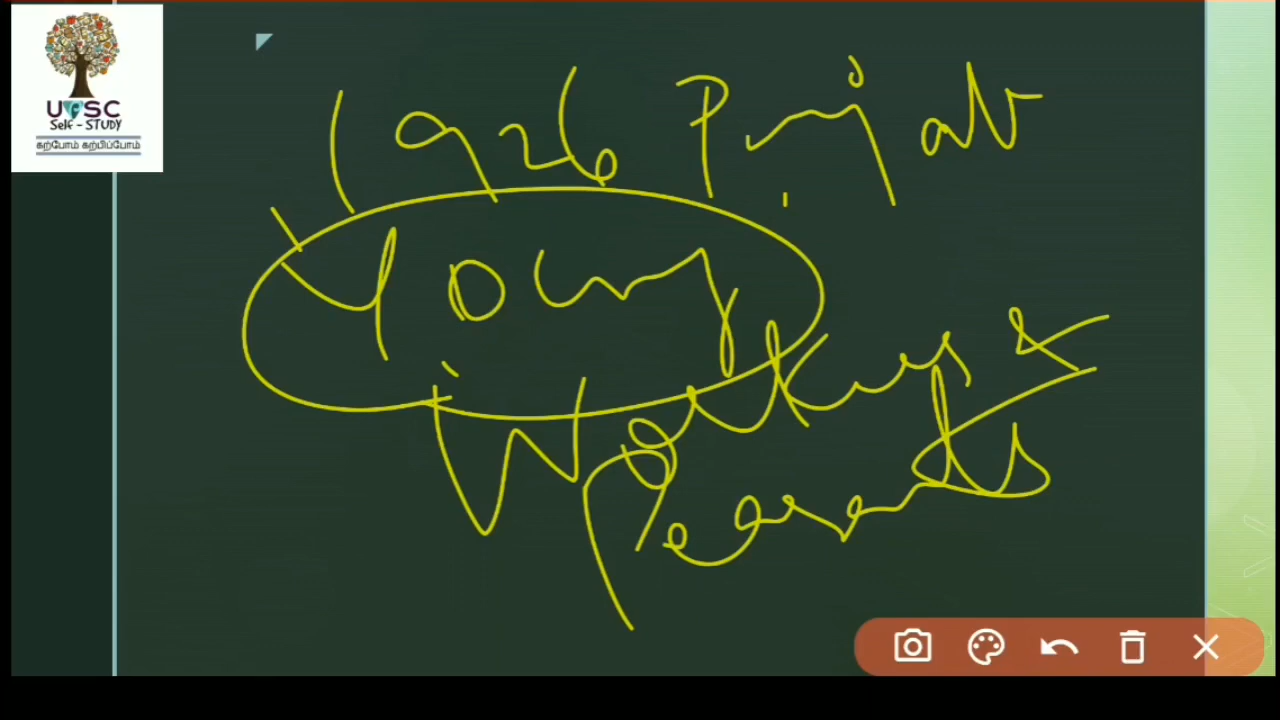 UPSC
Self-STUDY
கற்போம் கற்பிப்போம்
1926 Punjab
Young
Workers &
Peasants